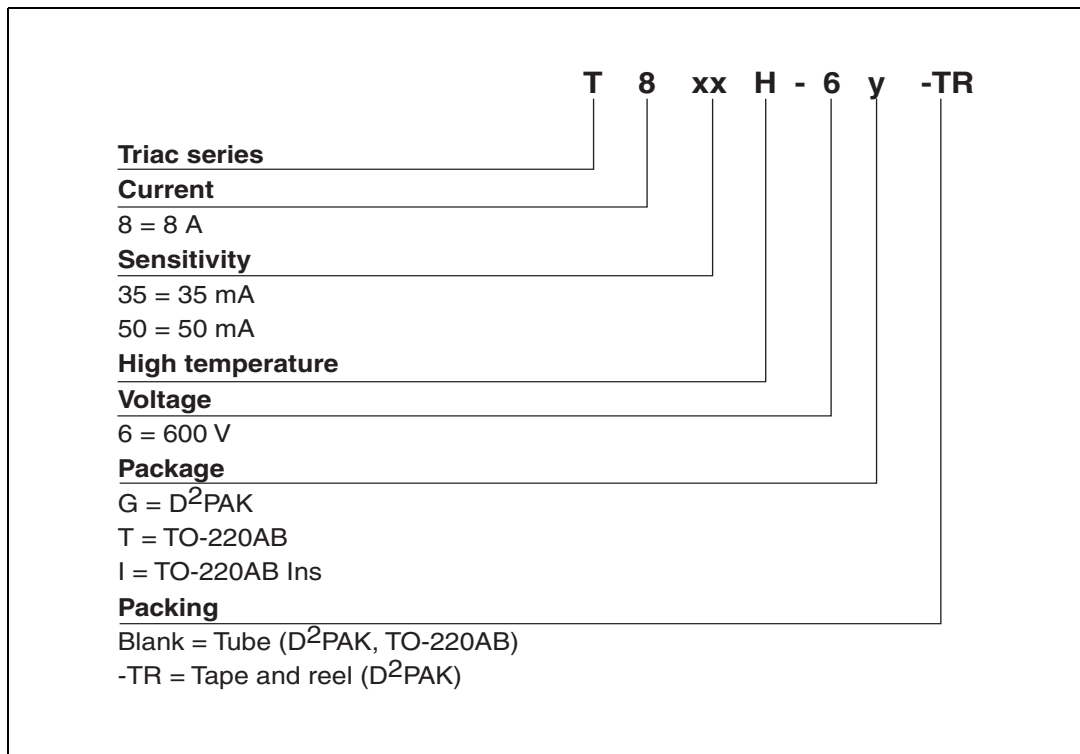 T 8 xx H - 6 y -TR
Triac series
Current
8 = 8 A
Sensitivity
35 = 35 mA
50 = 50 mA
High temperature
Voltage
6 = 600 V
Package
G = D²PAK
T = TO-220AB
I = TO-220AB Ins
Packing
Blank = Tube (D²PAK, TO-220AB)
-TR = Tape and reel (D²PAK)